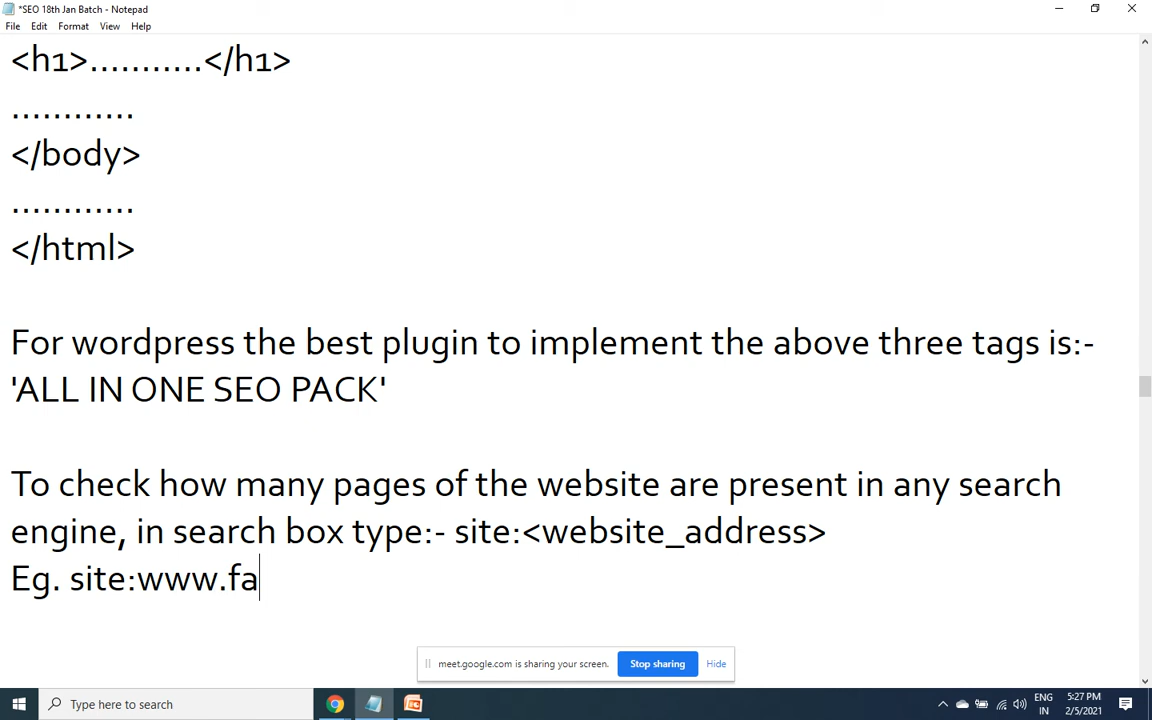 *SEO 18th Jan Batch - Notepad
File Edit Format View Help
<h1>...........</h1>
............
</body>
............
</html>
For wordpress the best plugin to implement the above three tags is:-
'ALL IN ONE SEO PACK'
To check how many pages of the website are present in any search
engine, in search box type:- site:<website_address>
Eg. site:www.fa
meet.google.com is sharing your screen. Stop sharing Hide
Type here to search
ENG
IN
5:27 PM
2/5/2021